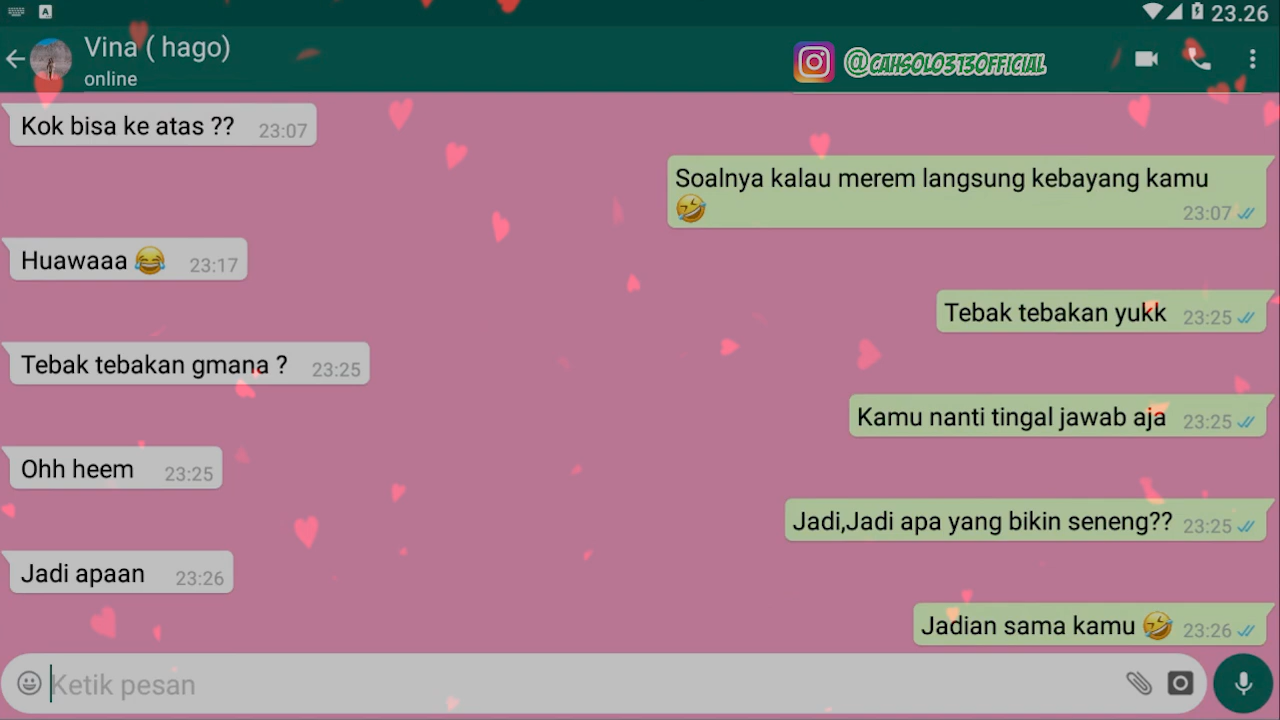 23.26
Vina ( hago)
online
@CAHSOLO313OFFICIAL
Kok bisa ke atas ?? 23:07
Soalnya kalau merem langsung kebayang kamu
🤣 23:07
Huawaaa 😂 23:17
Tebak tebakan yukk 23:25
Tebak tebakan gmana ? 23:25
Kamu nanti tingal jawab aja 23:25
Ohh heem 23:25
Jadi,Jadi apa yang bikin seneng?? 23:25
Jadi apaan 23:26
Jadian sama kamu 🤣 23:26
Ketik pesan